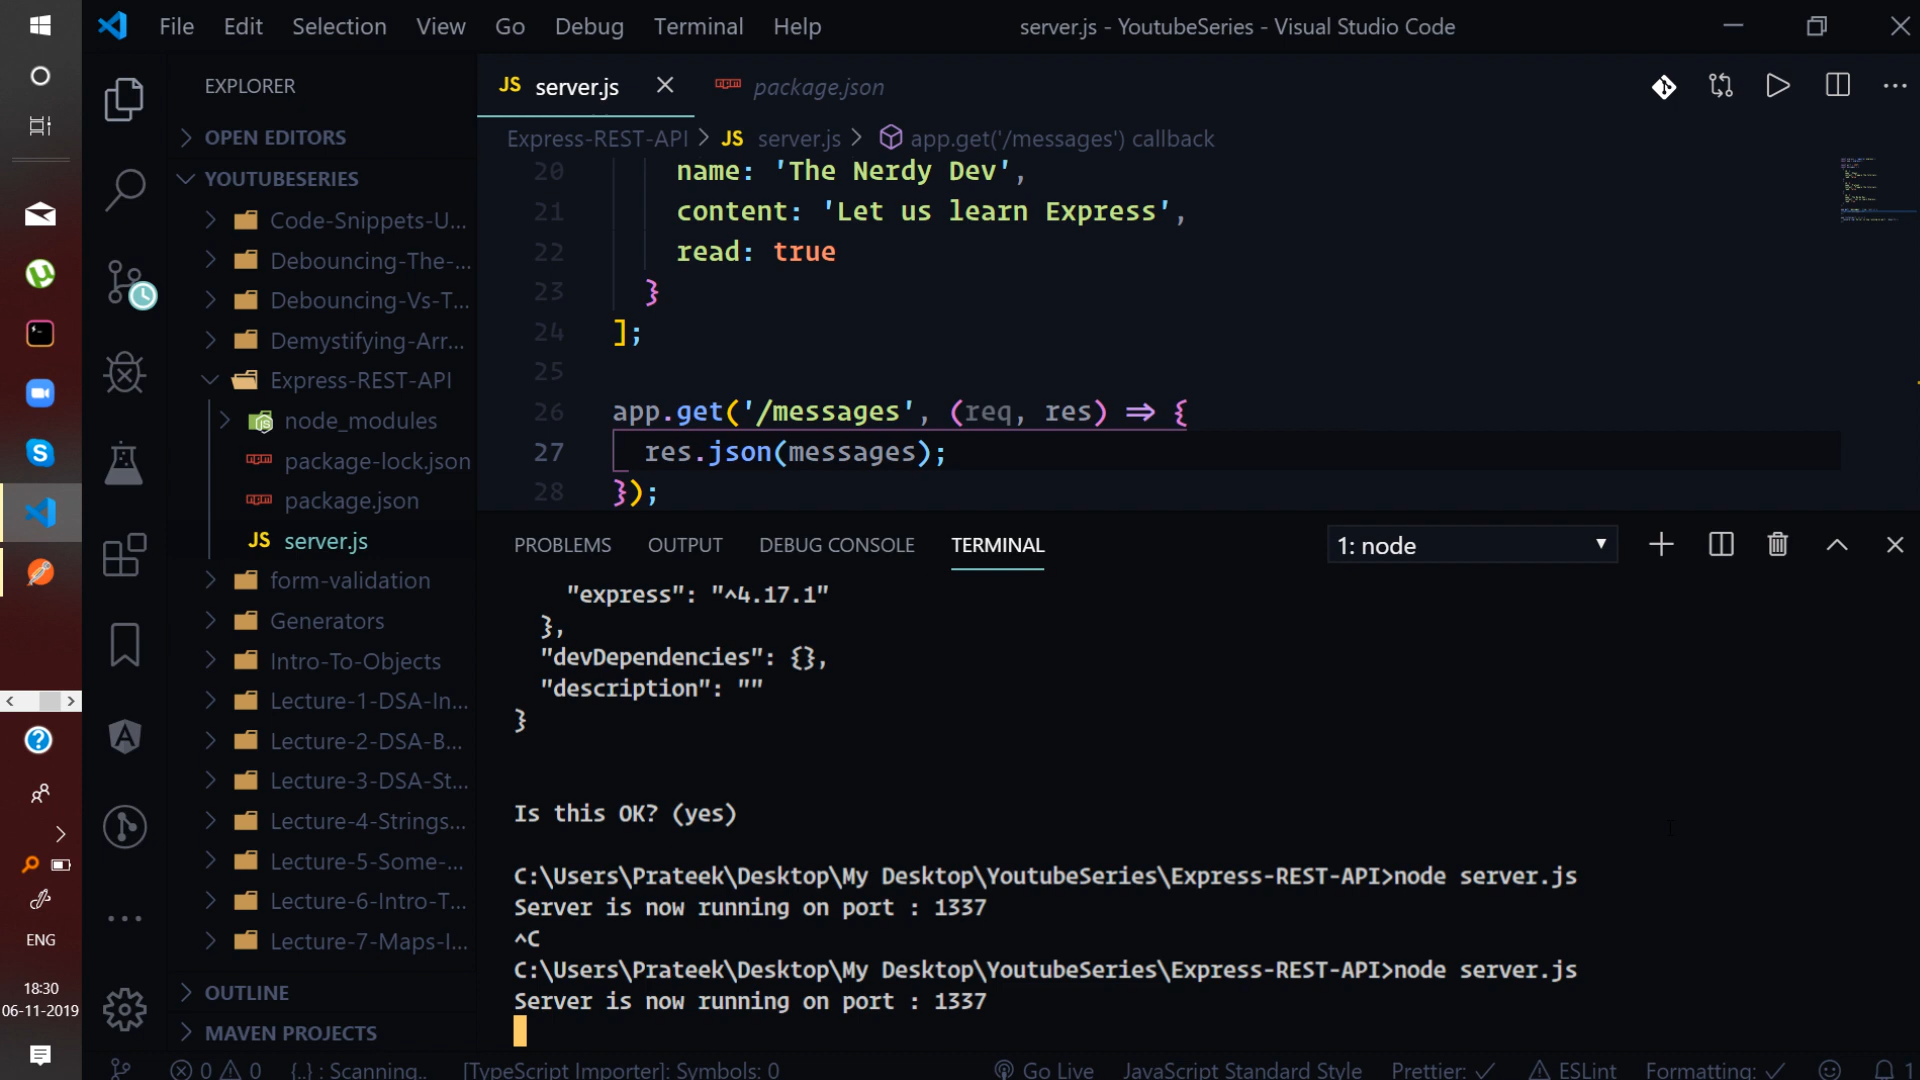 File Edit Selection View Go Debug Terminal Help server.js - YoutubeSeries - Visual Studio Code
EXPLORER
OPEN EDITORS
YOUTUBESERIES
Code-Snippets-U...
Debouncing-The-...
Debouncing-Vs-T...
Demystifying-Arr...
Express-REST-API
node_modules
package-lock.json
package.json
JS server.js
form-validation
Generators
Intro-To-Objects
Lecture-1-DSA-In...
Lecture-2-DSA-B...
Lecture-3-DSA-St...
Lecture-4-Strings...
Lecture-5-Some-...
Lecture-6-Intro-T...
Lecture-7-Maps-I...
OUTLINE
MAVEN PROJECTS
JS server.js package.json
Express-REST-API > JS server.js > app.get('/messages') callback
20 name: 'The Nerdy Dev',
21 content: 'Let us learn Express',
22 read: true
23 }
24 ];
25
26 app.get('/messages', (req, res) => {
27 res.json(messages);
28 });
PROBLEMS OUTPUT DEBUG CONSOLE TERMINAL 1: node
"express": "^4.17.1"
},
"devDependencies": {},
"description": ""
}
Is this OK? (yes)
C:\Users\Prateek\Desktop\My Desktop\YoutubeSeries\Express-REST-API>node server.js
Server is now running on port : 1337
^C
C:\Users\Prateek\Desktop\My Desktop\YoutubeSeries\Express-REST-API>node server.js
Server is now running on port : 1337
ENG
18:30
06-11-2019
0 0 {..} : Scanning.. [TypeScript Importer]: Symbols: 0 Go Live JavaScript Standard Style Prettier: ✓ ESLint Formatting: ✓ 1